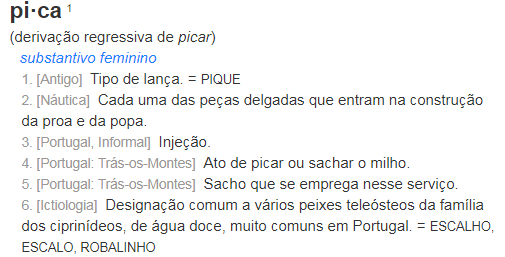 pi·ca 1
(derivação regressiva de picar)
substantivo feminino
1. [Antigo] Tipo de lança. = PIQUE
2. [Náutica] Cada uma das peças delgadas que entram na construção
da proa e da popa.
3. [Portugal, Informal] Injeção.
4. [Portugal: Trás-os-Montes] Ato de picar ou sachar o milho.
5. [Portugal: Trás-os-Montes] Sacho que se emprega nesse serviço.
6. [Ictiologia] Designação comum a vários peixes teleósteos da família
dos ciprinídeos, de água doce, muito comuns em Portugal. = ESCALHO,
ESCALO, ROBALINHO